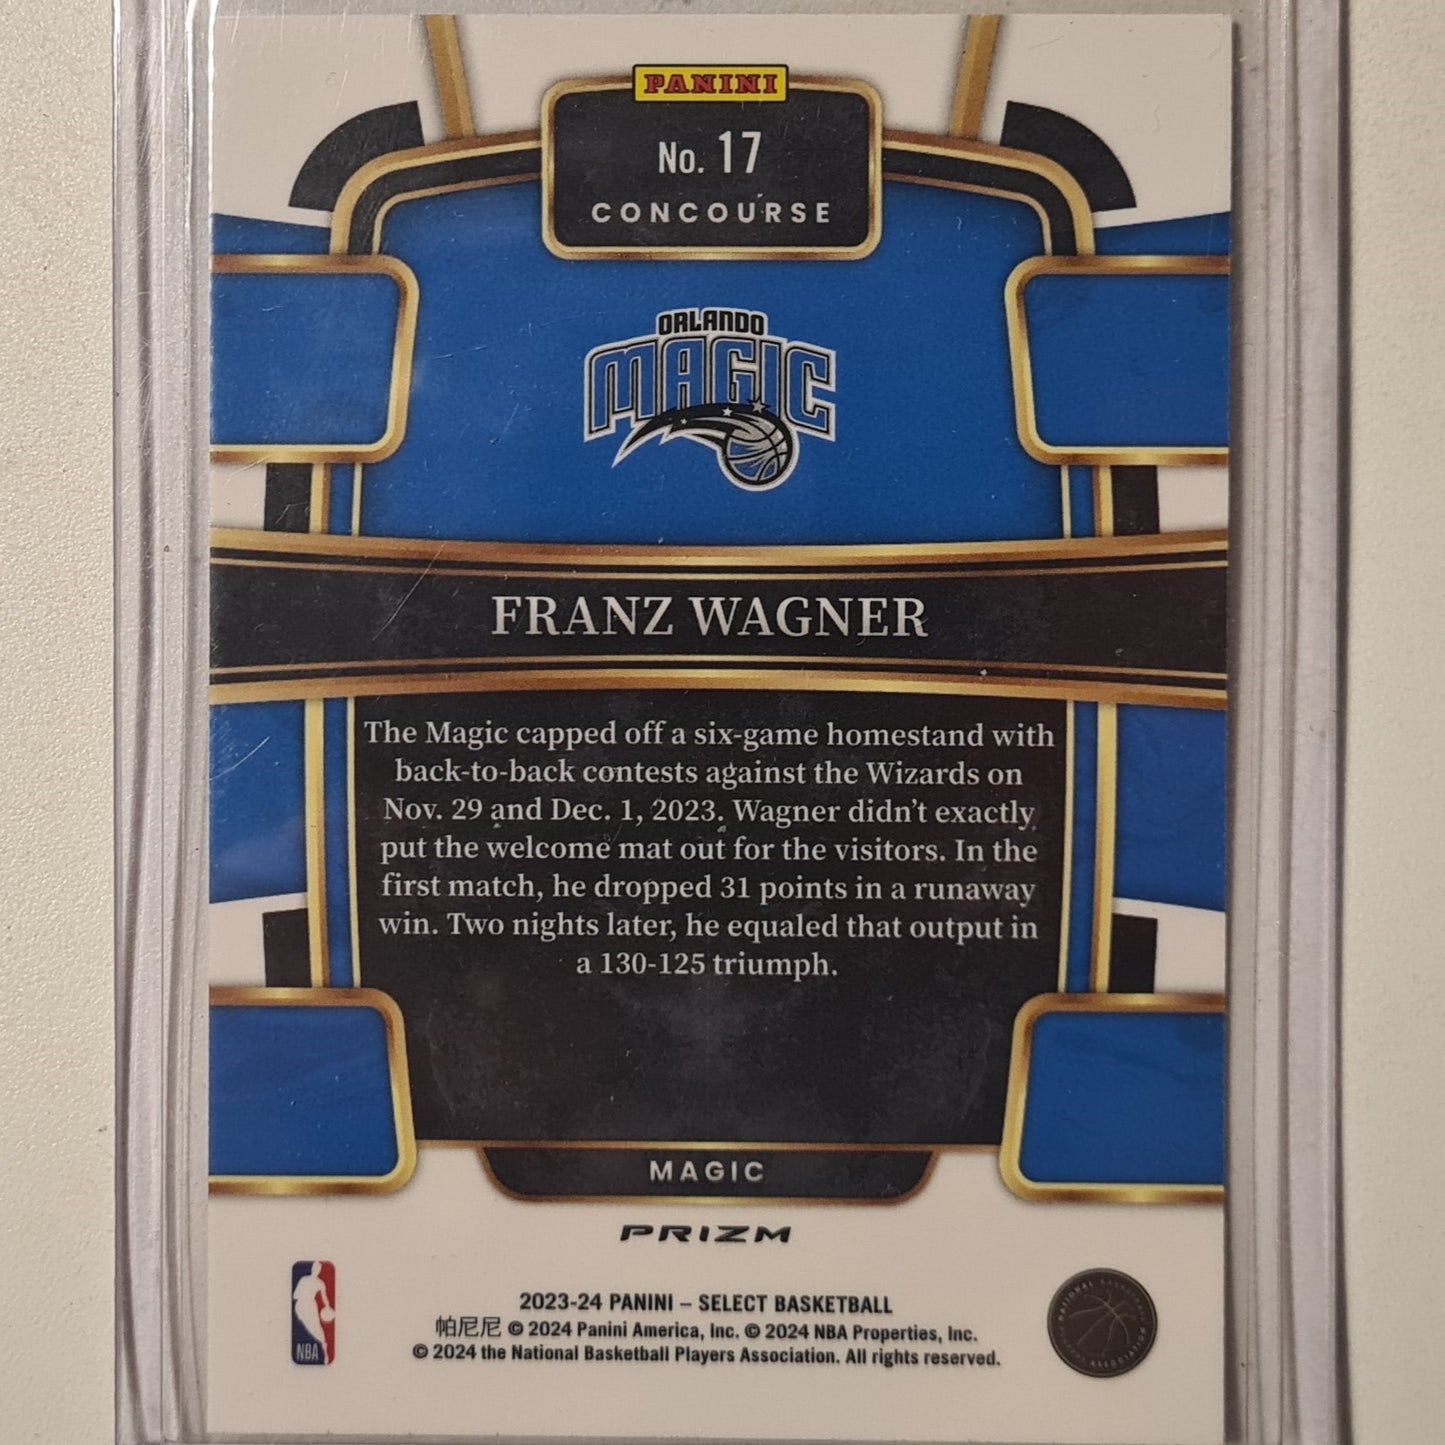 PANINI
No. 17
CONCOURSE
ORLANDO
MAGIC
FRANZ WAGNER
The Magic capped off a six-game homestand with
back-to-back contests against the Wizards on
Nov. 29 and Dec. 1, 2023. Wagner didn't exactly
put the welcome mat out for the visitors. In the
first match, he dropped 31 points in a runaway
win. Two nights later, he equaled that output in
a 130-125 triumph.
MAGIC
PRIZM
NBA
2023-24 PANINI – SELECT BASKETBALL
帕尼尼 © 2024 Panini America, Inc. © 2024 NBA Properties, Inc.
© 2024 the National Basketball Players Association. All rights reserved.
NATIONAL BASKETBALL
ASSOCIATION